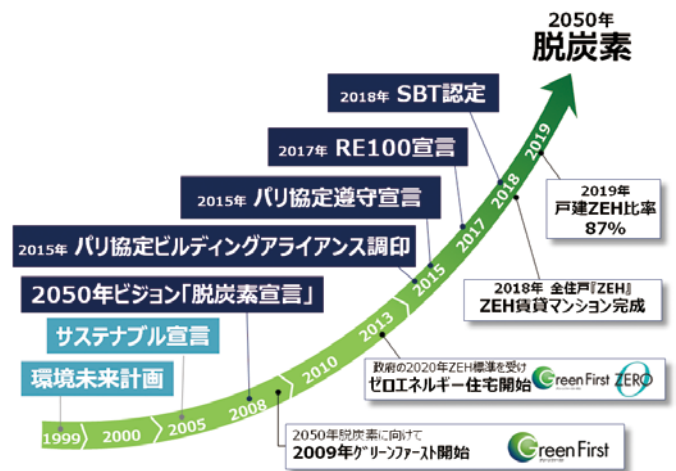 2050年
脱炭素
2018年 SBT認定
2017年 RE100宣言
2015年 パリ協定遵守宣言
2015年 パリ協定ビルディングアライアンス調印
2050年ビジョン「脱炭素宣言」
サステナブル宣言
環境未来計画
1999
2000
2005
2008
2010
2013
2015
2017
2018
2019
2019年
戸建ZEH比率
87%
2018年 全住戸『ZEH』
ZEH賃貸マンション完成
政府の2020年ZEH標準を受け
ゼロエネルギー住宅開始
Green First ZERO
2050年脱炭素に向けて
2009年グリーンファースト開始
Green First